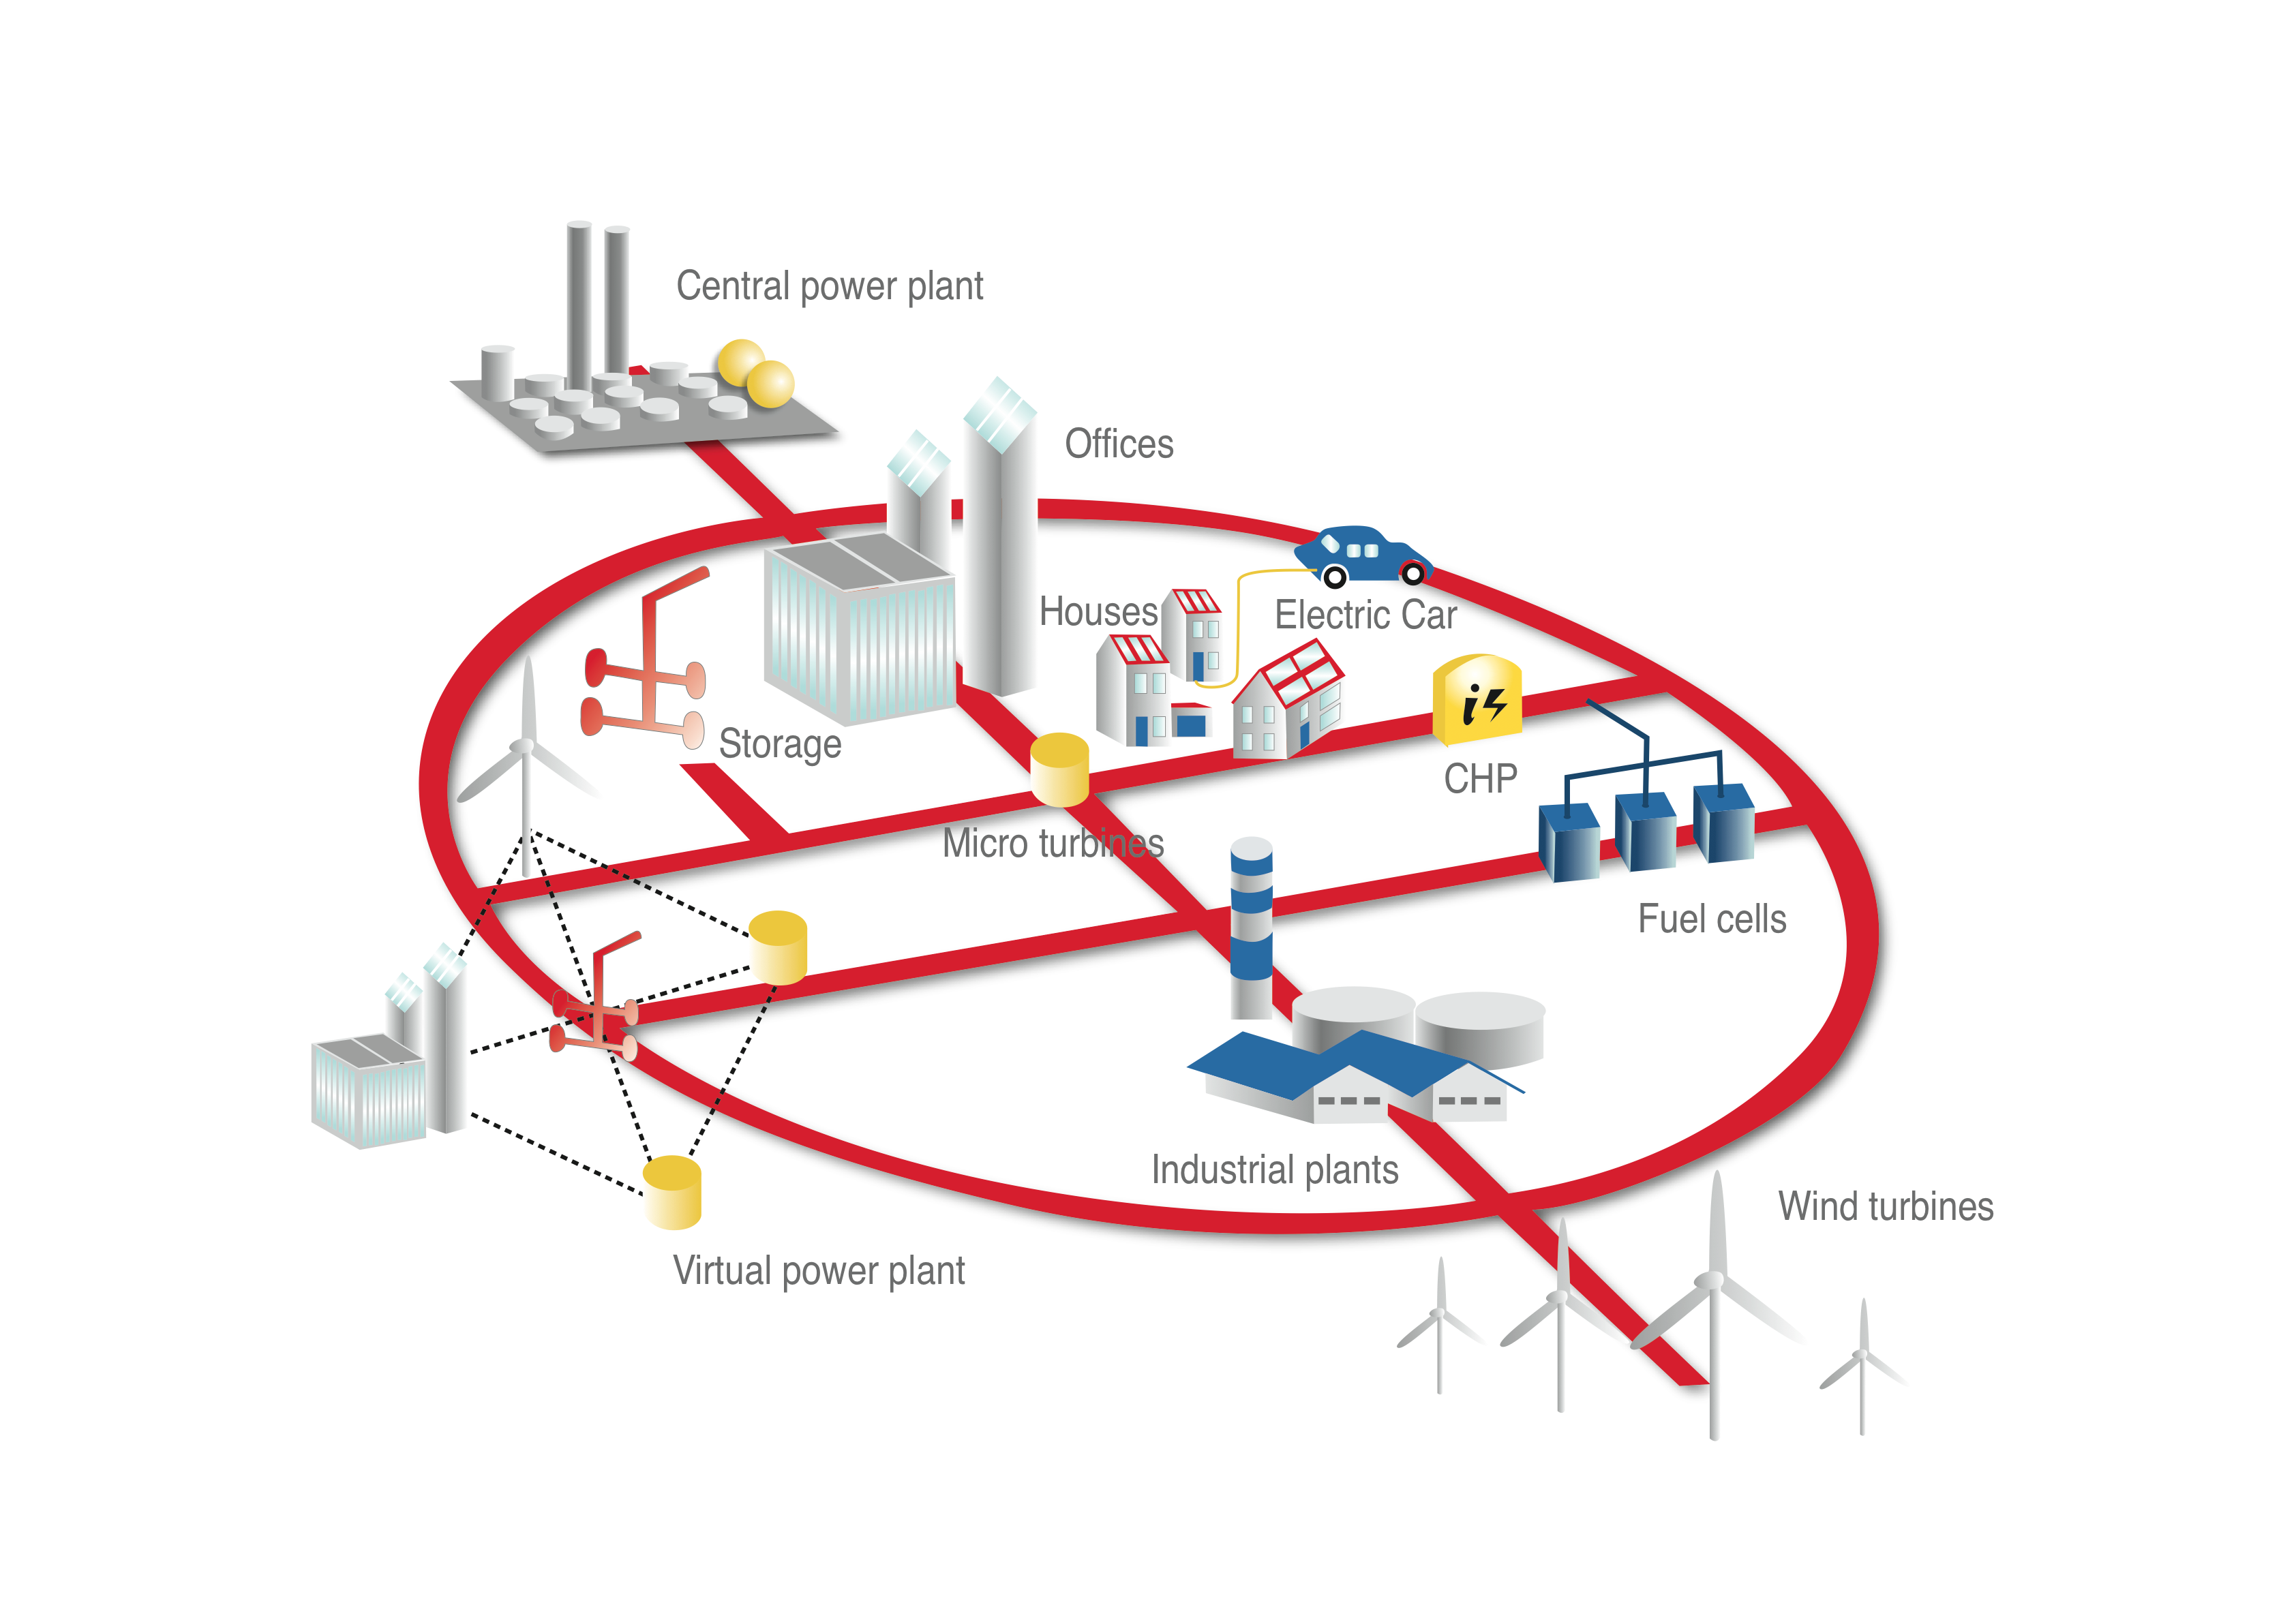 Central power plant
Offices
Houses
Electric Car
Storage
CHP
Micro turbines
Fuel cells
Industrial plants
Wind turbines
Virtual power plant